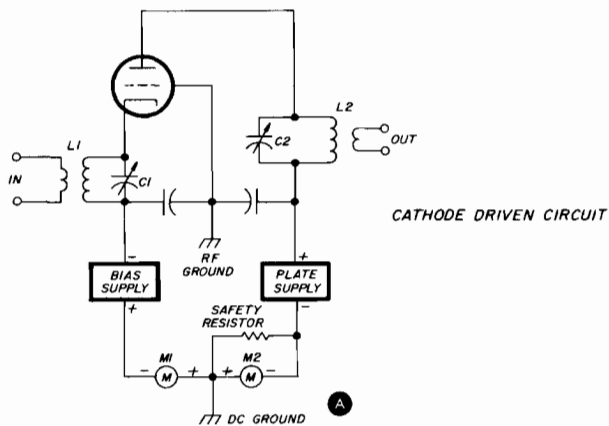 L1
IN
C1
C2
L2
OUT
CATHODE DRIVEN CIRCUIT
RF
GROUND
-
BIAS
SUPPLY
+
+
PLATE
SUPPLY
-
SAFETY
RESISTOR
- M1 +
M
+ M2 -
M
DC GROUND
A